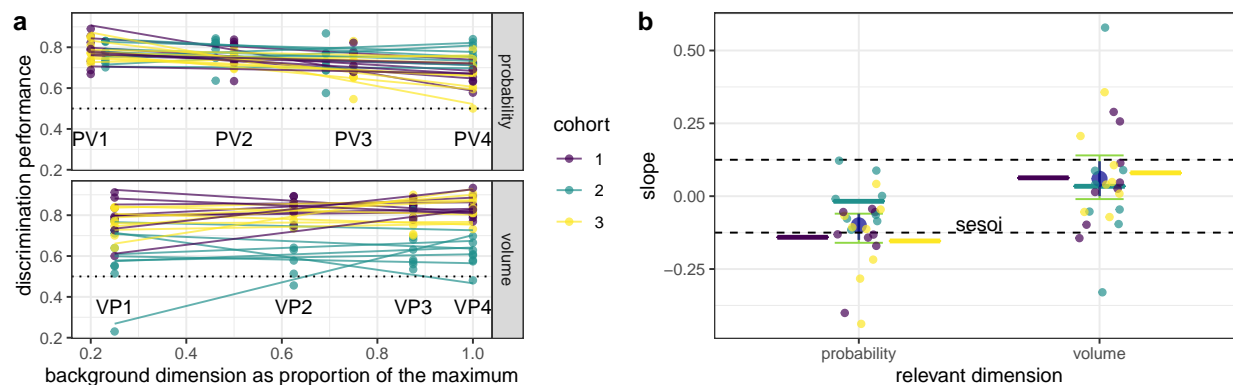 a
discrimination performance
0.8
0.6
0.4
0.2
PV1
PV2
PV3
PV4
probability
0.8
0.6
0.4
0.2
VP1
VP2
VP3
VP4
volume
0.2
0.4
0.6
0.8
1.0
background dimension as proportion of the maximum
cohort
1
2
3
b
slope
0.50
0.25
0.00
−0.25
sesoi
probability
volume
relevant dimension